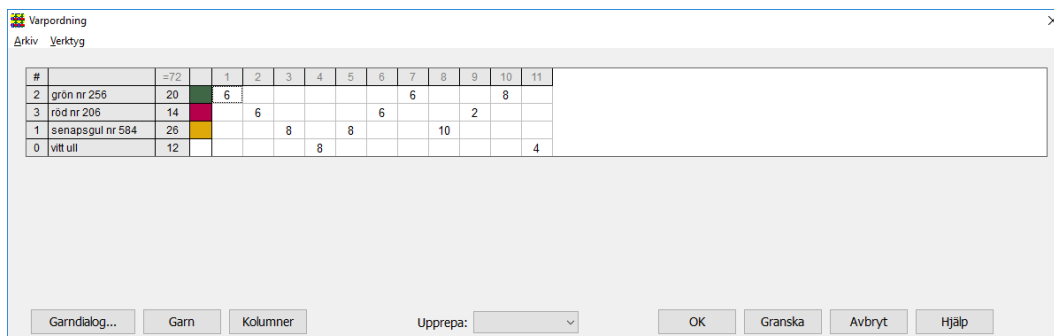 Varpordning
Arkiv Verktyg
# =72 1 2 3 4 5 6 7 8 9 10 11
2 grön nr 256 20 6 6 8
3 röd nr 206 14 6 6 2
1 senapsgul nr 584 26 8 8 10
0 vitt ull 12 8 4
Garndialog... Garn Kolumner Upprepa: OK Granska Avbryt Hjälp